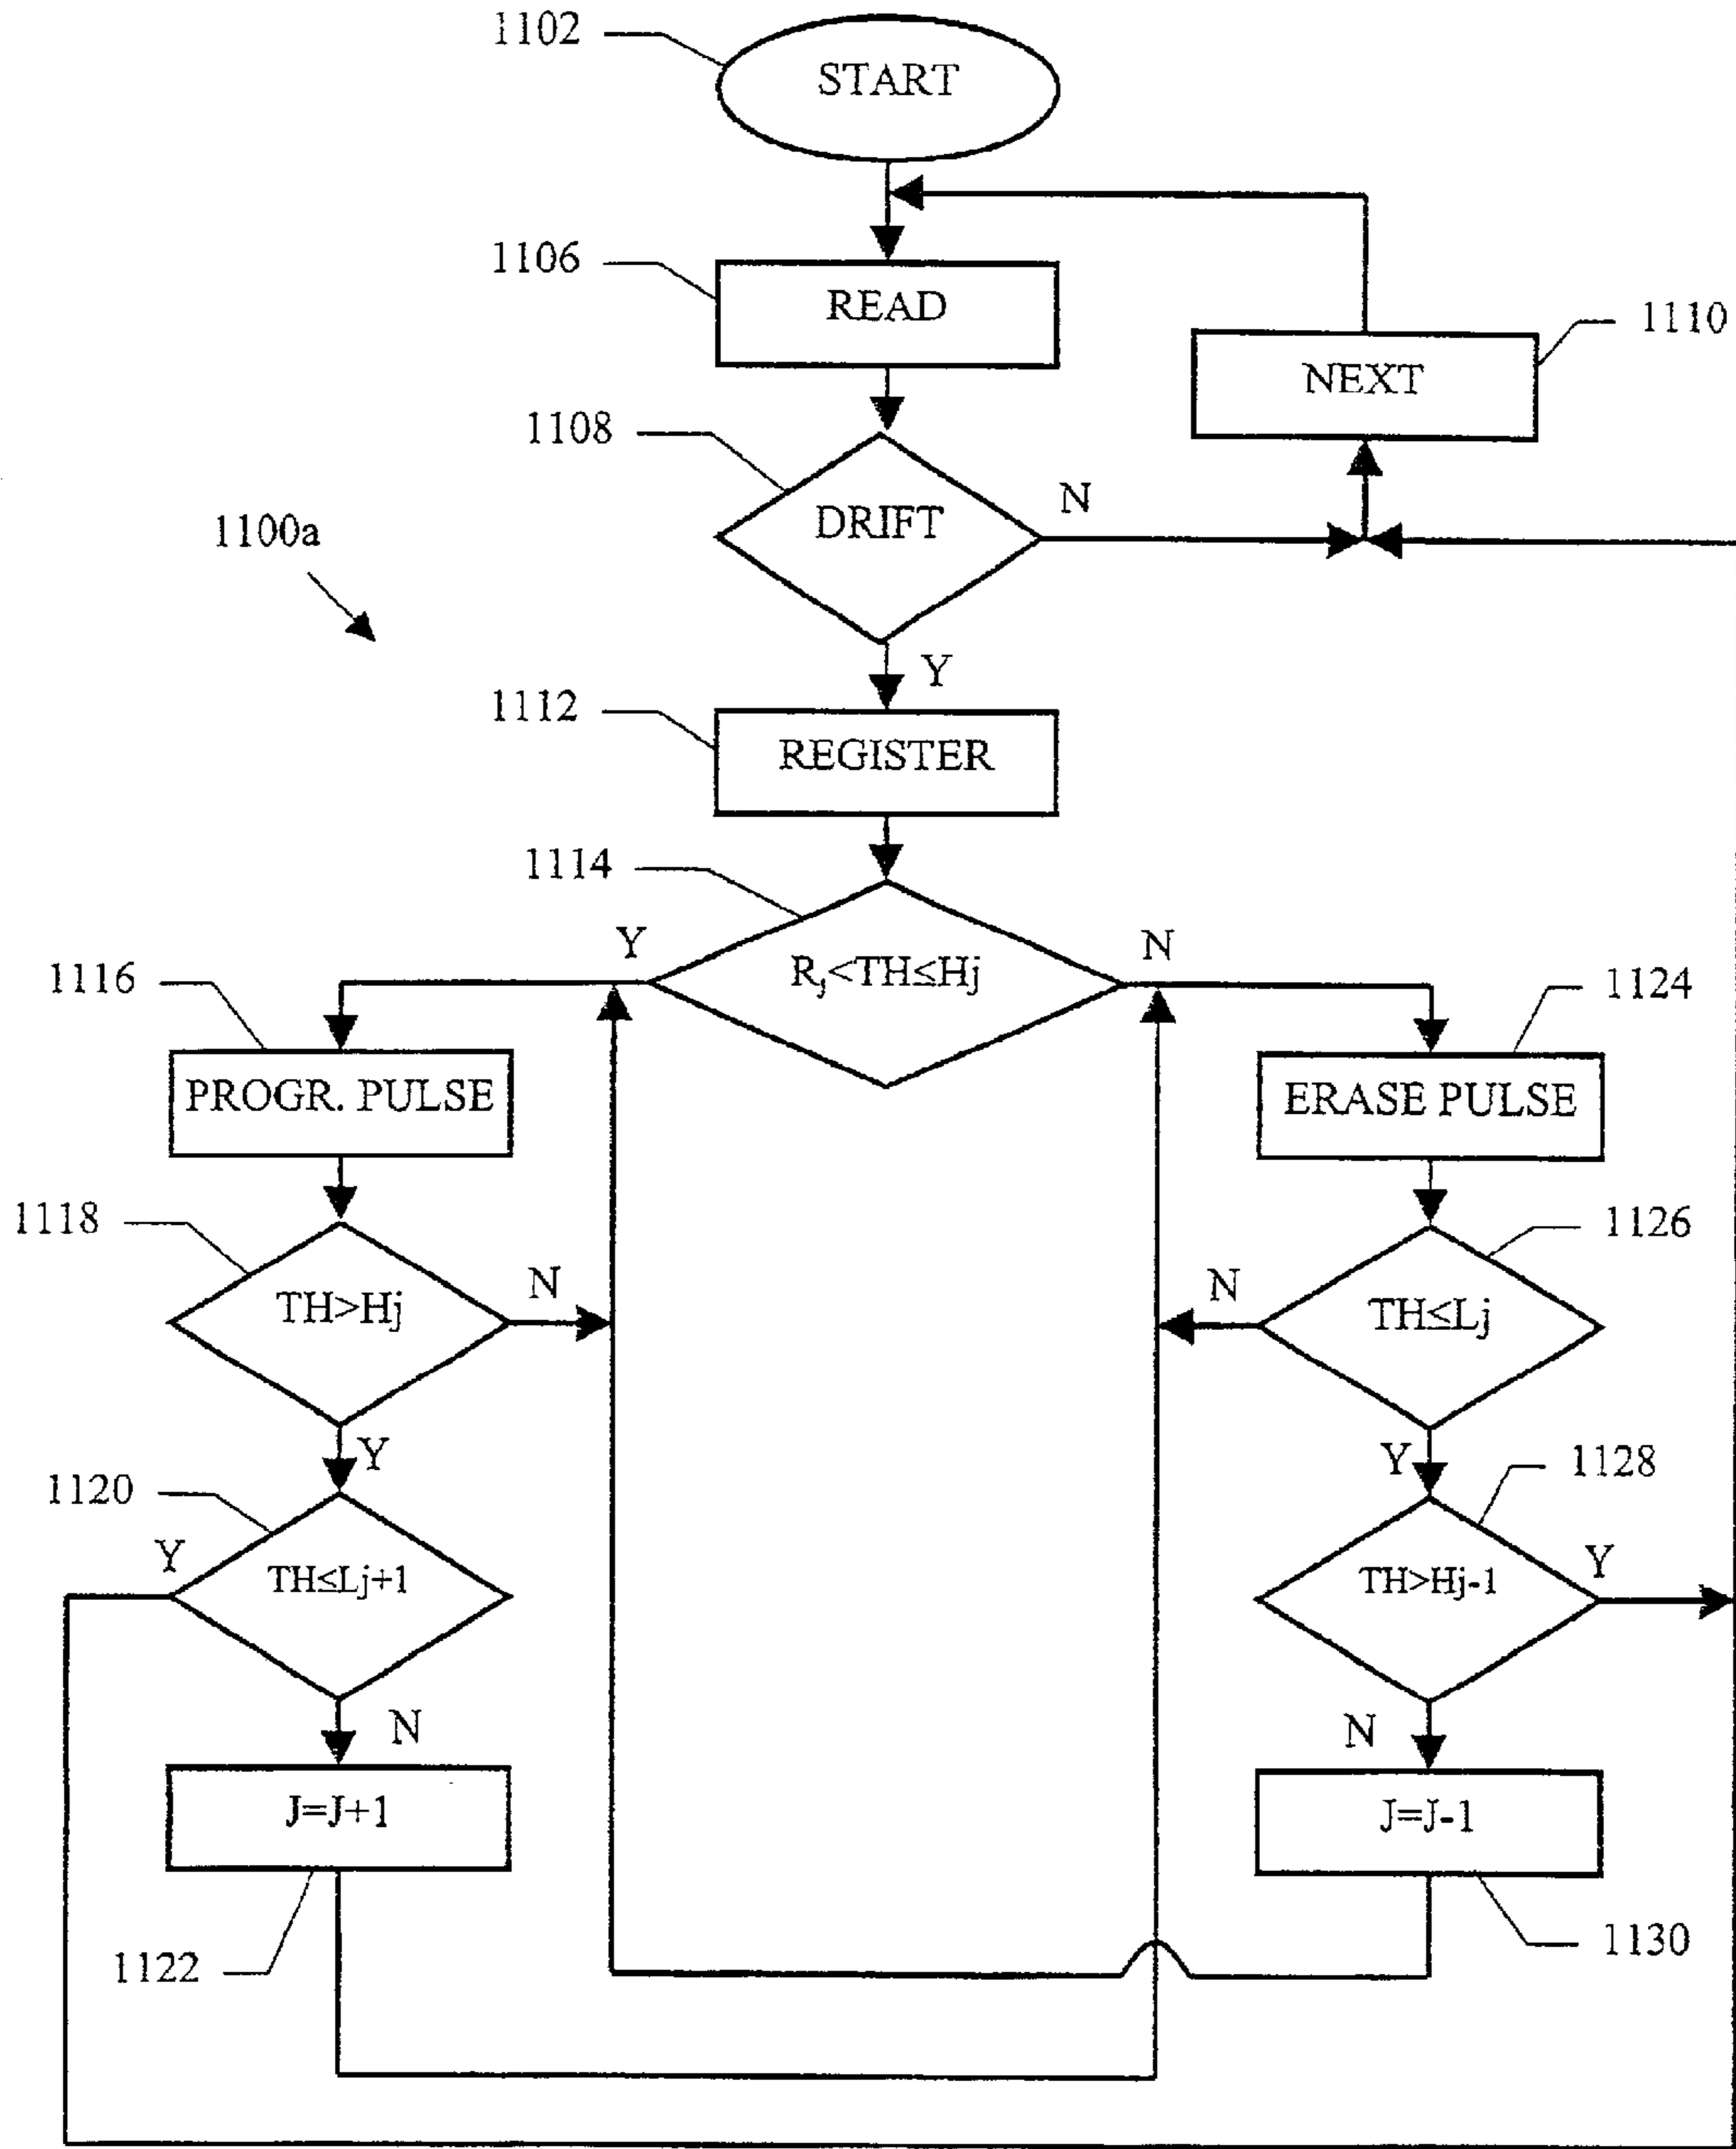 1102
START
1106
READ
1110
NEXT
1108
DRIFT
N
1100a
Y
1112
REGISTER
1114
Y
Rj<TH≤Hj
N
1116
PROGR. PULSE
1124
ERASE PULSE
1118
TH>Hj
N
1126
N
TH≤Lj
Y
Y
1120
Y
TH≤Lj+1
1128
TH>Hj-1
Y
N
N
J=J+1
J=J-1
1122
1130